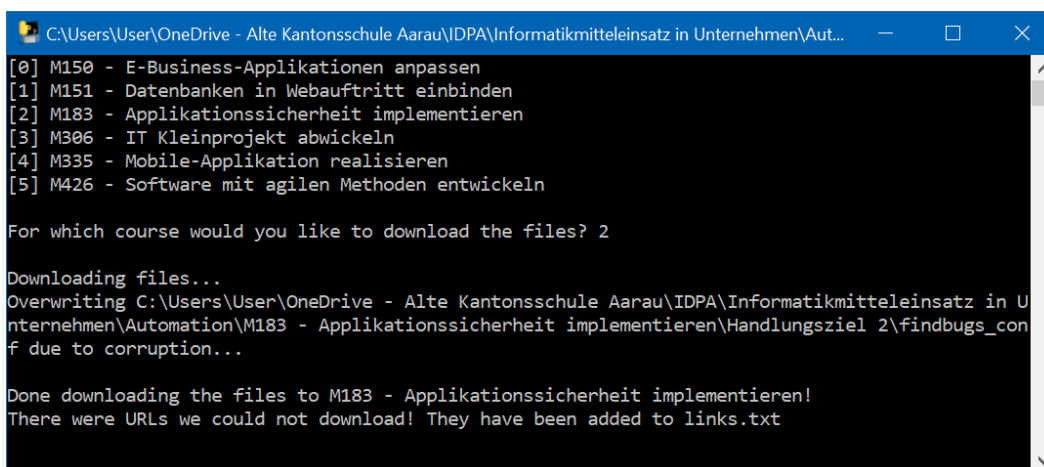 C:\Users\User\OneDrive - Alte Kantonsschule Aarau\IDPA\Informatikmitteleinsatz in Unternehmen\Aut...
[0] M150 - E-Business-Applikationen anpassen
[1] M151 - Datenbanken in Webauftritt einbinden
[2] M183 - Applikationssicherheit implementieren
[3] M306 - IT Kleinprojekt abwickeln
[4] M335 - Mobile-Applikation realisieren
[5] M426 - Software mit agilen Methoden entwickeln
For which course would you like to download the files? 2
Downloading files...
Overwriting C:\Users\User\OneDrive - Alte Kantonsschule Aarau\IDPA\Informatikmitteleinsatz in U
nternehmen\Automation\M183 - Applikationssicherheit implementieren\Handlungsziel 2\findbugs_con
f due to corruption...
Done downloading the files to M183 - Applikationssicherheit implementieren!
There were URLs we could not download! They have been added to links.txt